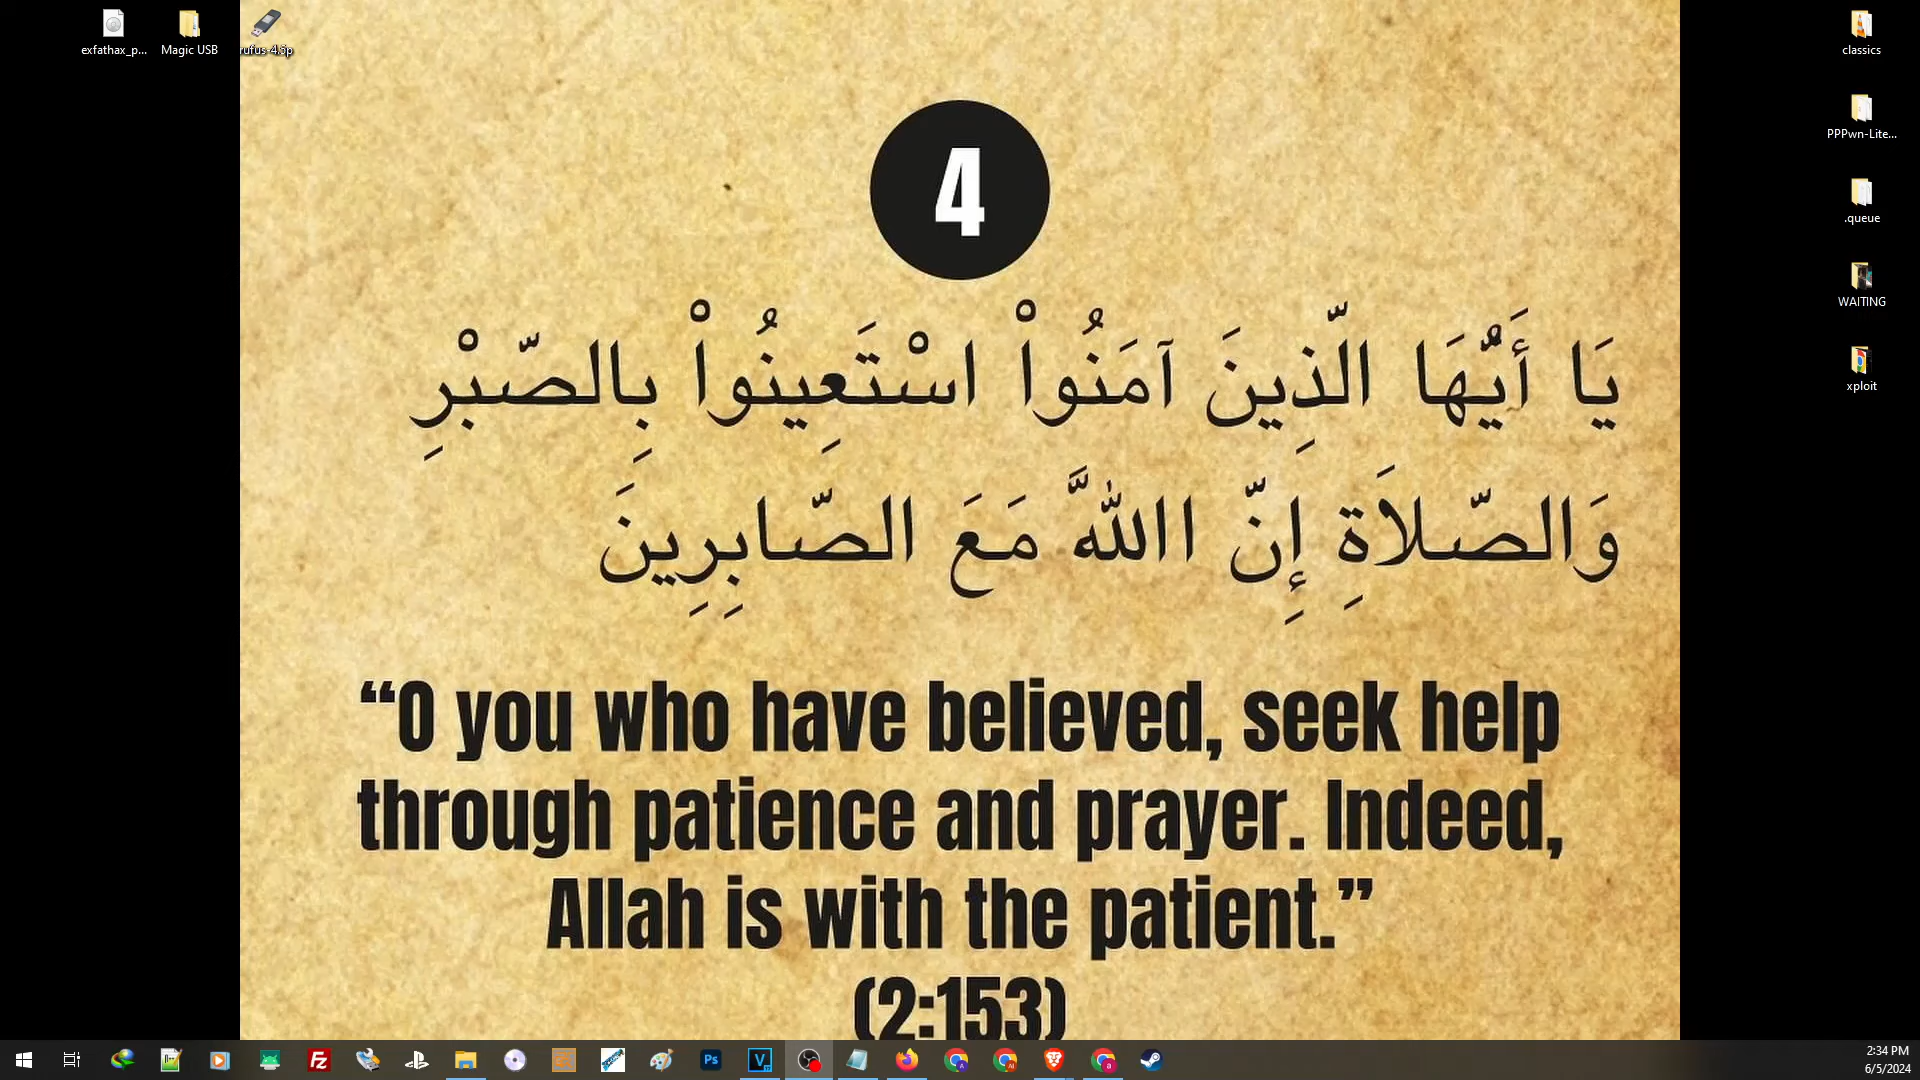 exfathax_p...
Magic USB
rufus-4.5p
classics
PPPwn-Lite...
.queue
WAITING
xploit
4
يَا أَيُّهَا الَّذِينَ آمَنُواْ اسْتَعِينُواْ بِالصَّبْرِ
وَالصَّلاَةِ إِنَّ االلهَّ مَعَ الصَّابِرِينَ
“O you who have believed, seek help
through patience and prayer. Indeed,
Allah is with the patient.”
(2:153)
2:34 PM
6/5/2024